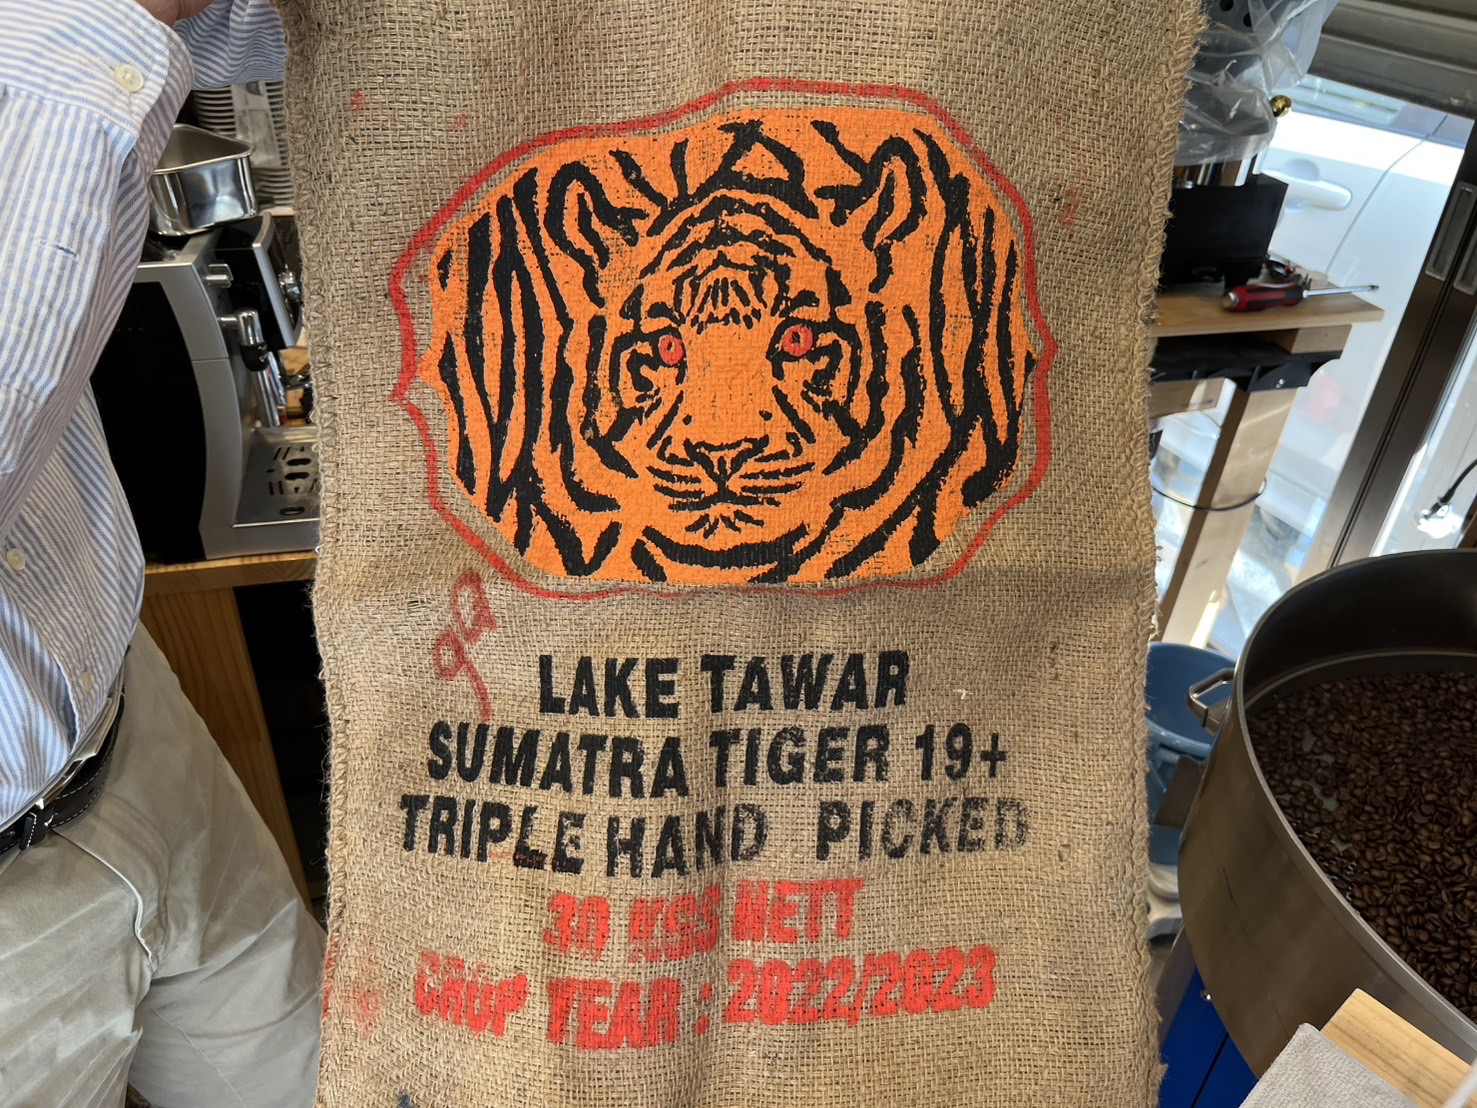 LAKE TAWAR
SUMATRA TIGER 19+
TRIPLE HAND PICKED
30 KGS NETT
CROP YEAR : 2022/2023